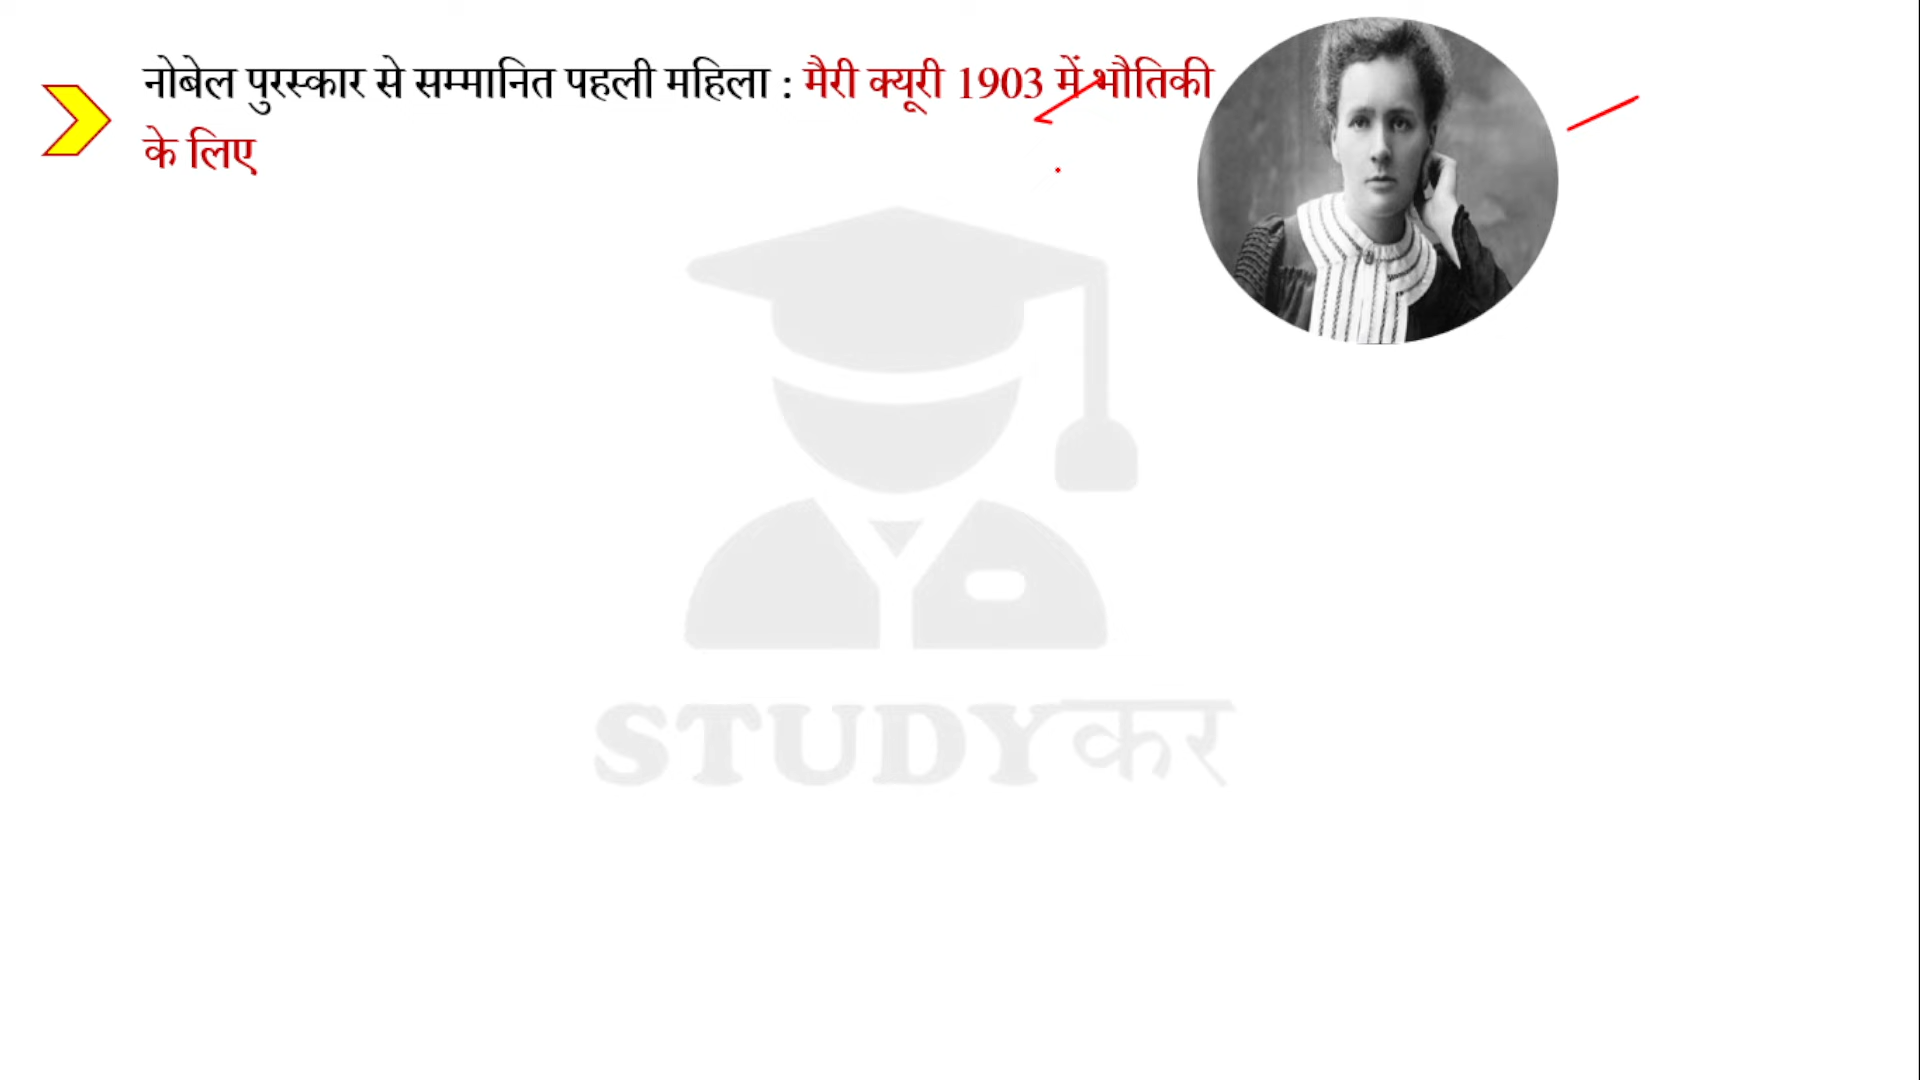 नोबेल पुरस्कार से सम्मानित पहली महिला : मैरी क्यूरी 1903 में भौतिकी
के लिए
STUDYकर